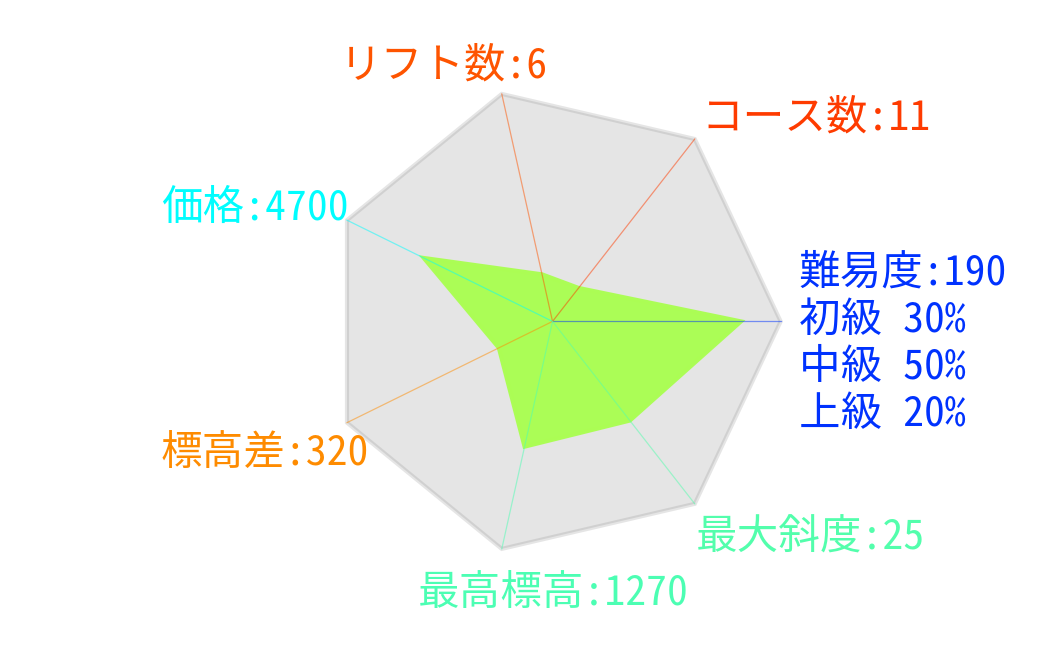 リフト数:6
コース数:11
価格:4700
難易度:190
初級 30%
中級 50%
上級 20%
標高差:320
最大斜度:25
最高標高:1270